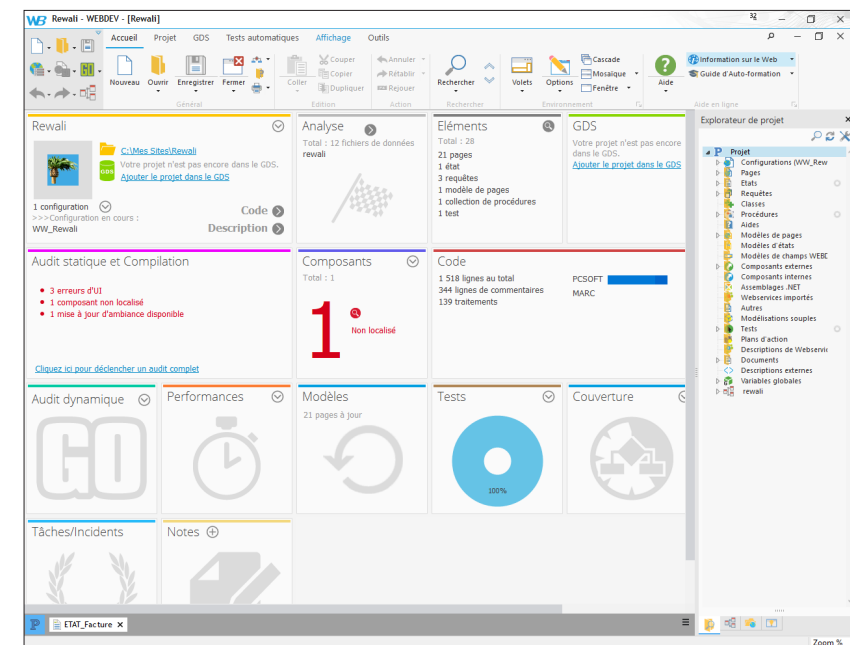 WB Rewali - WEBDEV - [Rewali]
32
Accueil Projet GDS Tests automatiques Affichage Outils
Nouveau Ouvrir Enregistrer Fermer
Général
Coller Couper Copier Dupliquer
Edition
Annuler Rétablir Rejouer
Action
Rechercher
Rechercher
Volets Options Cascade Mosaïque Fenêtre
Environnement
Aide
Information sur le Web
Guide d'Auto-formation
Aide en ligne
GO
Rewali
C:\Mes Sites\Rewali
Votre projet n'est pas encore dans le GDS.
GDS
Ajouter le projet dans le GDS
1 configuration
>>>Configuration en cours :
WW_Rewali
Code
Description
Analyse
Total : 12 fichiers de données
rewali
Eléments
Total : 28
21 pages
1 état
3 requêtes
1 modèle de pages
1 collection de procédures
1 test
GDS
Votre projet n'est pas encore
dans le GDS.
Ajouter le projet dans le GDS
Audit statique et Compilation
3 erreurs d'UI
1 composant non localisé
1 mise à jour d'ambiance disponible
Cliquez ici pour déclencher un audit complet
Composants
Total : 1
1
Non localisé
Code
1 518 lignes au total
344 lignes de commentaires
139 traitements
PCSOFT
MARC
Audit dynamique
GO
Performances
Modèles
21 pages à jour
Tests
100%
Couverture
Tâches/Incidents
Notes
Explorateur de projet
Projet
Configurations (WW_Rew
Pages
Etats
Requêtes
Classes
Procédures
Aides
Modèles de pages
Modèles d'états
Modèles de champs WEBD
Composants externes
Composants internes
Assemblages .NET
Webservices importés
Autres
Modélisations souples
Tests
Plans d'action
Descriptions de Webservic
Documents
Descriptions externes
Variables globales
rewali
P ETAT_Facture
Zoom %